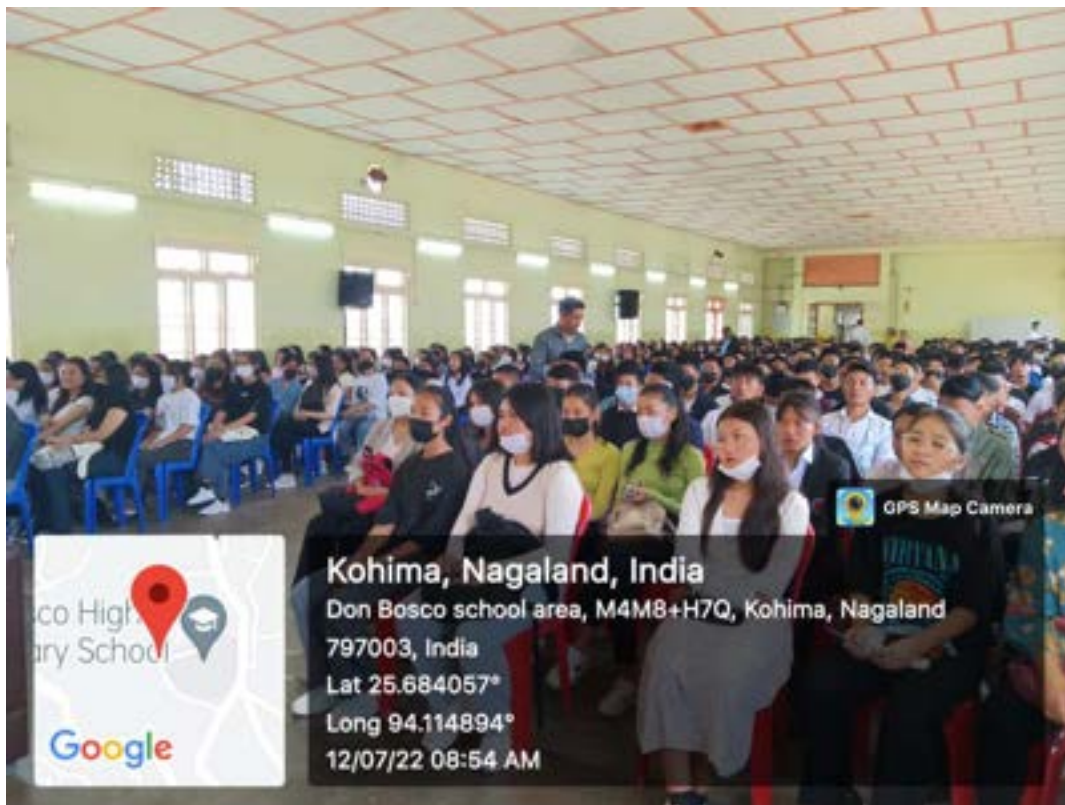 GPS Map Camera
sco High
ary School
Google
Kohima, Nagaland, India
Don Bosco school area, M4M8+H7Q, Kohima, Nagaland
797003, India
Lat 25.684057°
Long 94.114894°
12/07/22 08:54 AM
NIRVANA